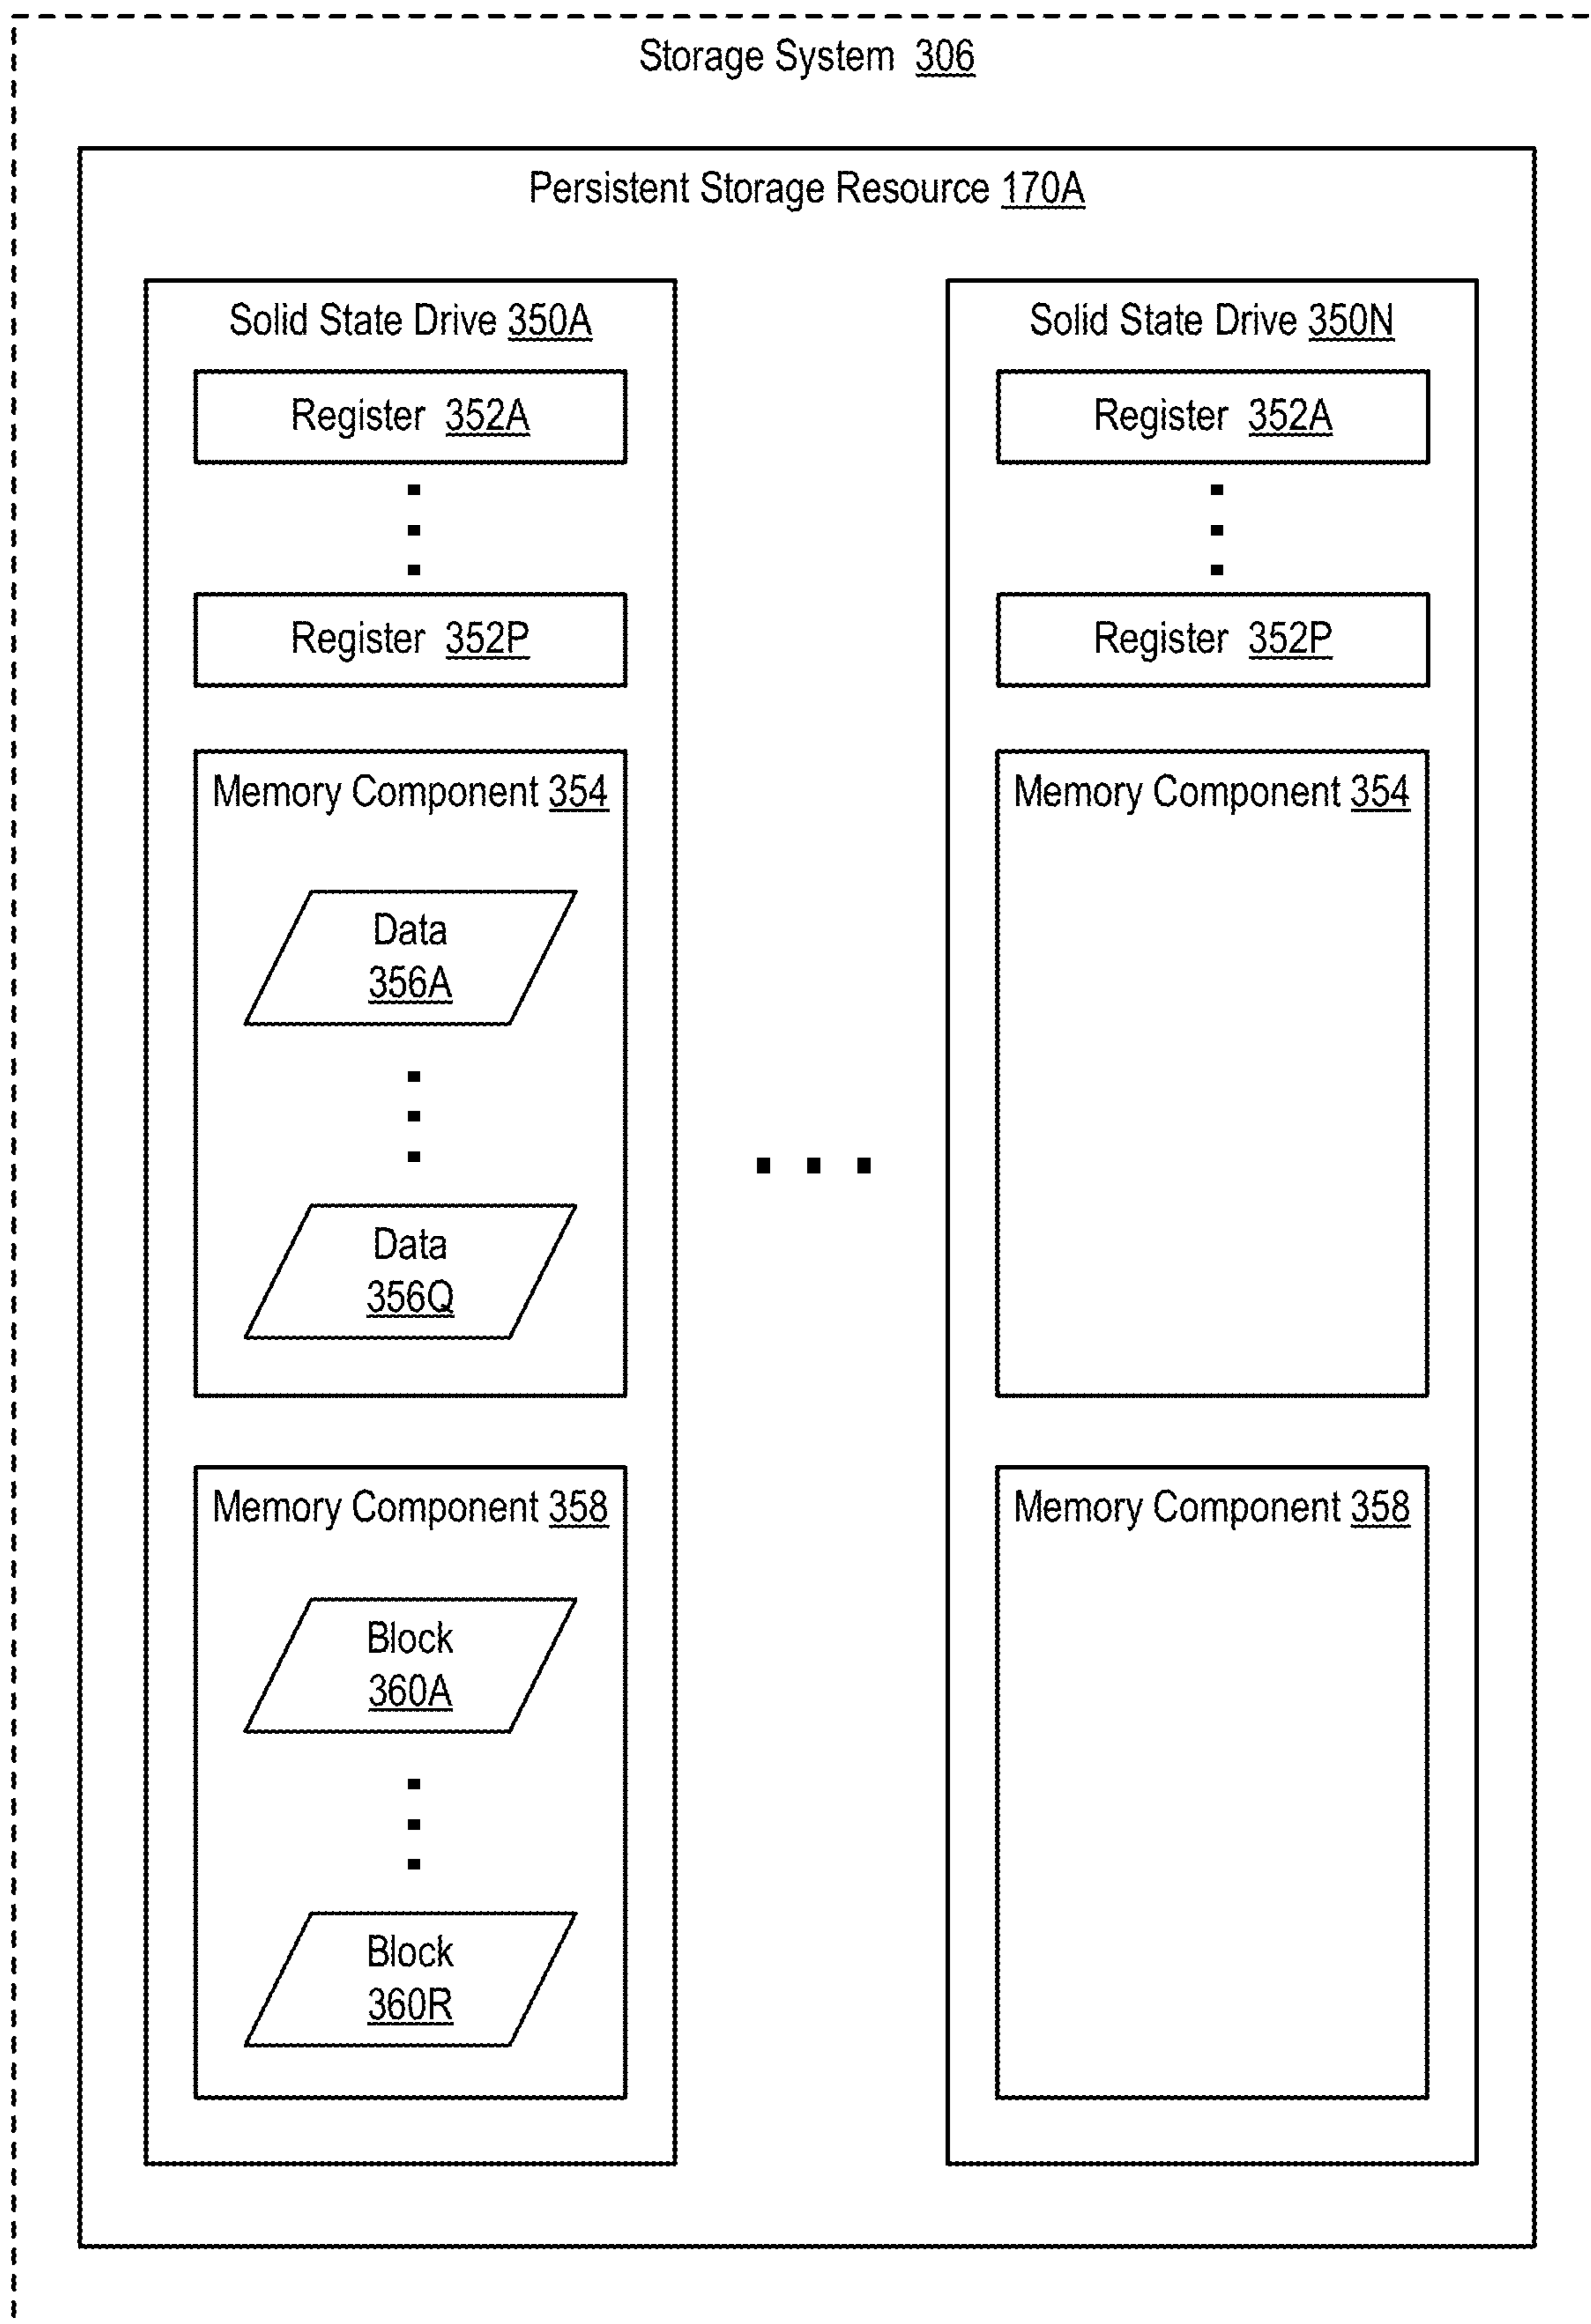 Storage System 306
Persistent Storage Resource 170A
Solid State Drive 350A
Register 352A
Register 352P
Memory Component 354
Data
356A
Data
356Q
Memory Component 358
Block
360A
Block
360R
Solid State Drive 350N
Register 352A
Register 352P
Memory Component 354
Memory Component 358